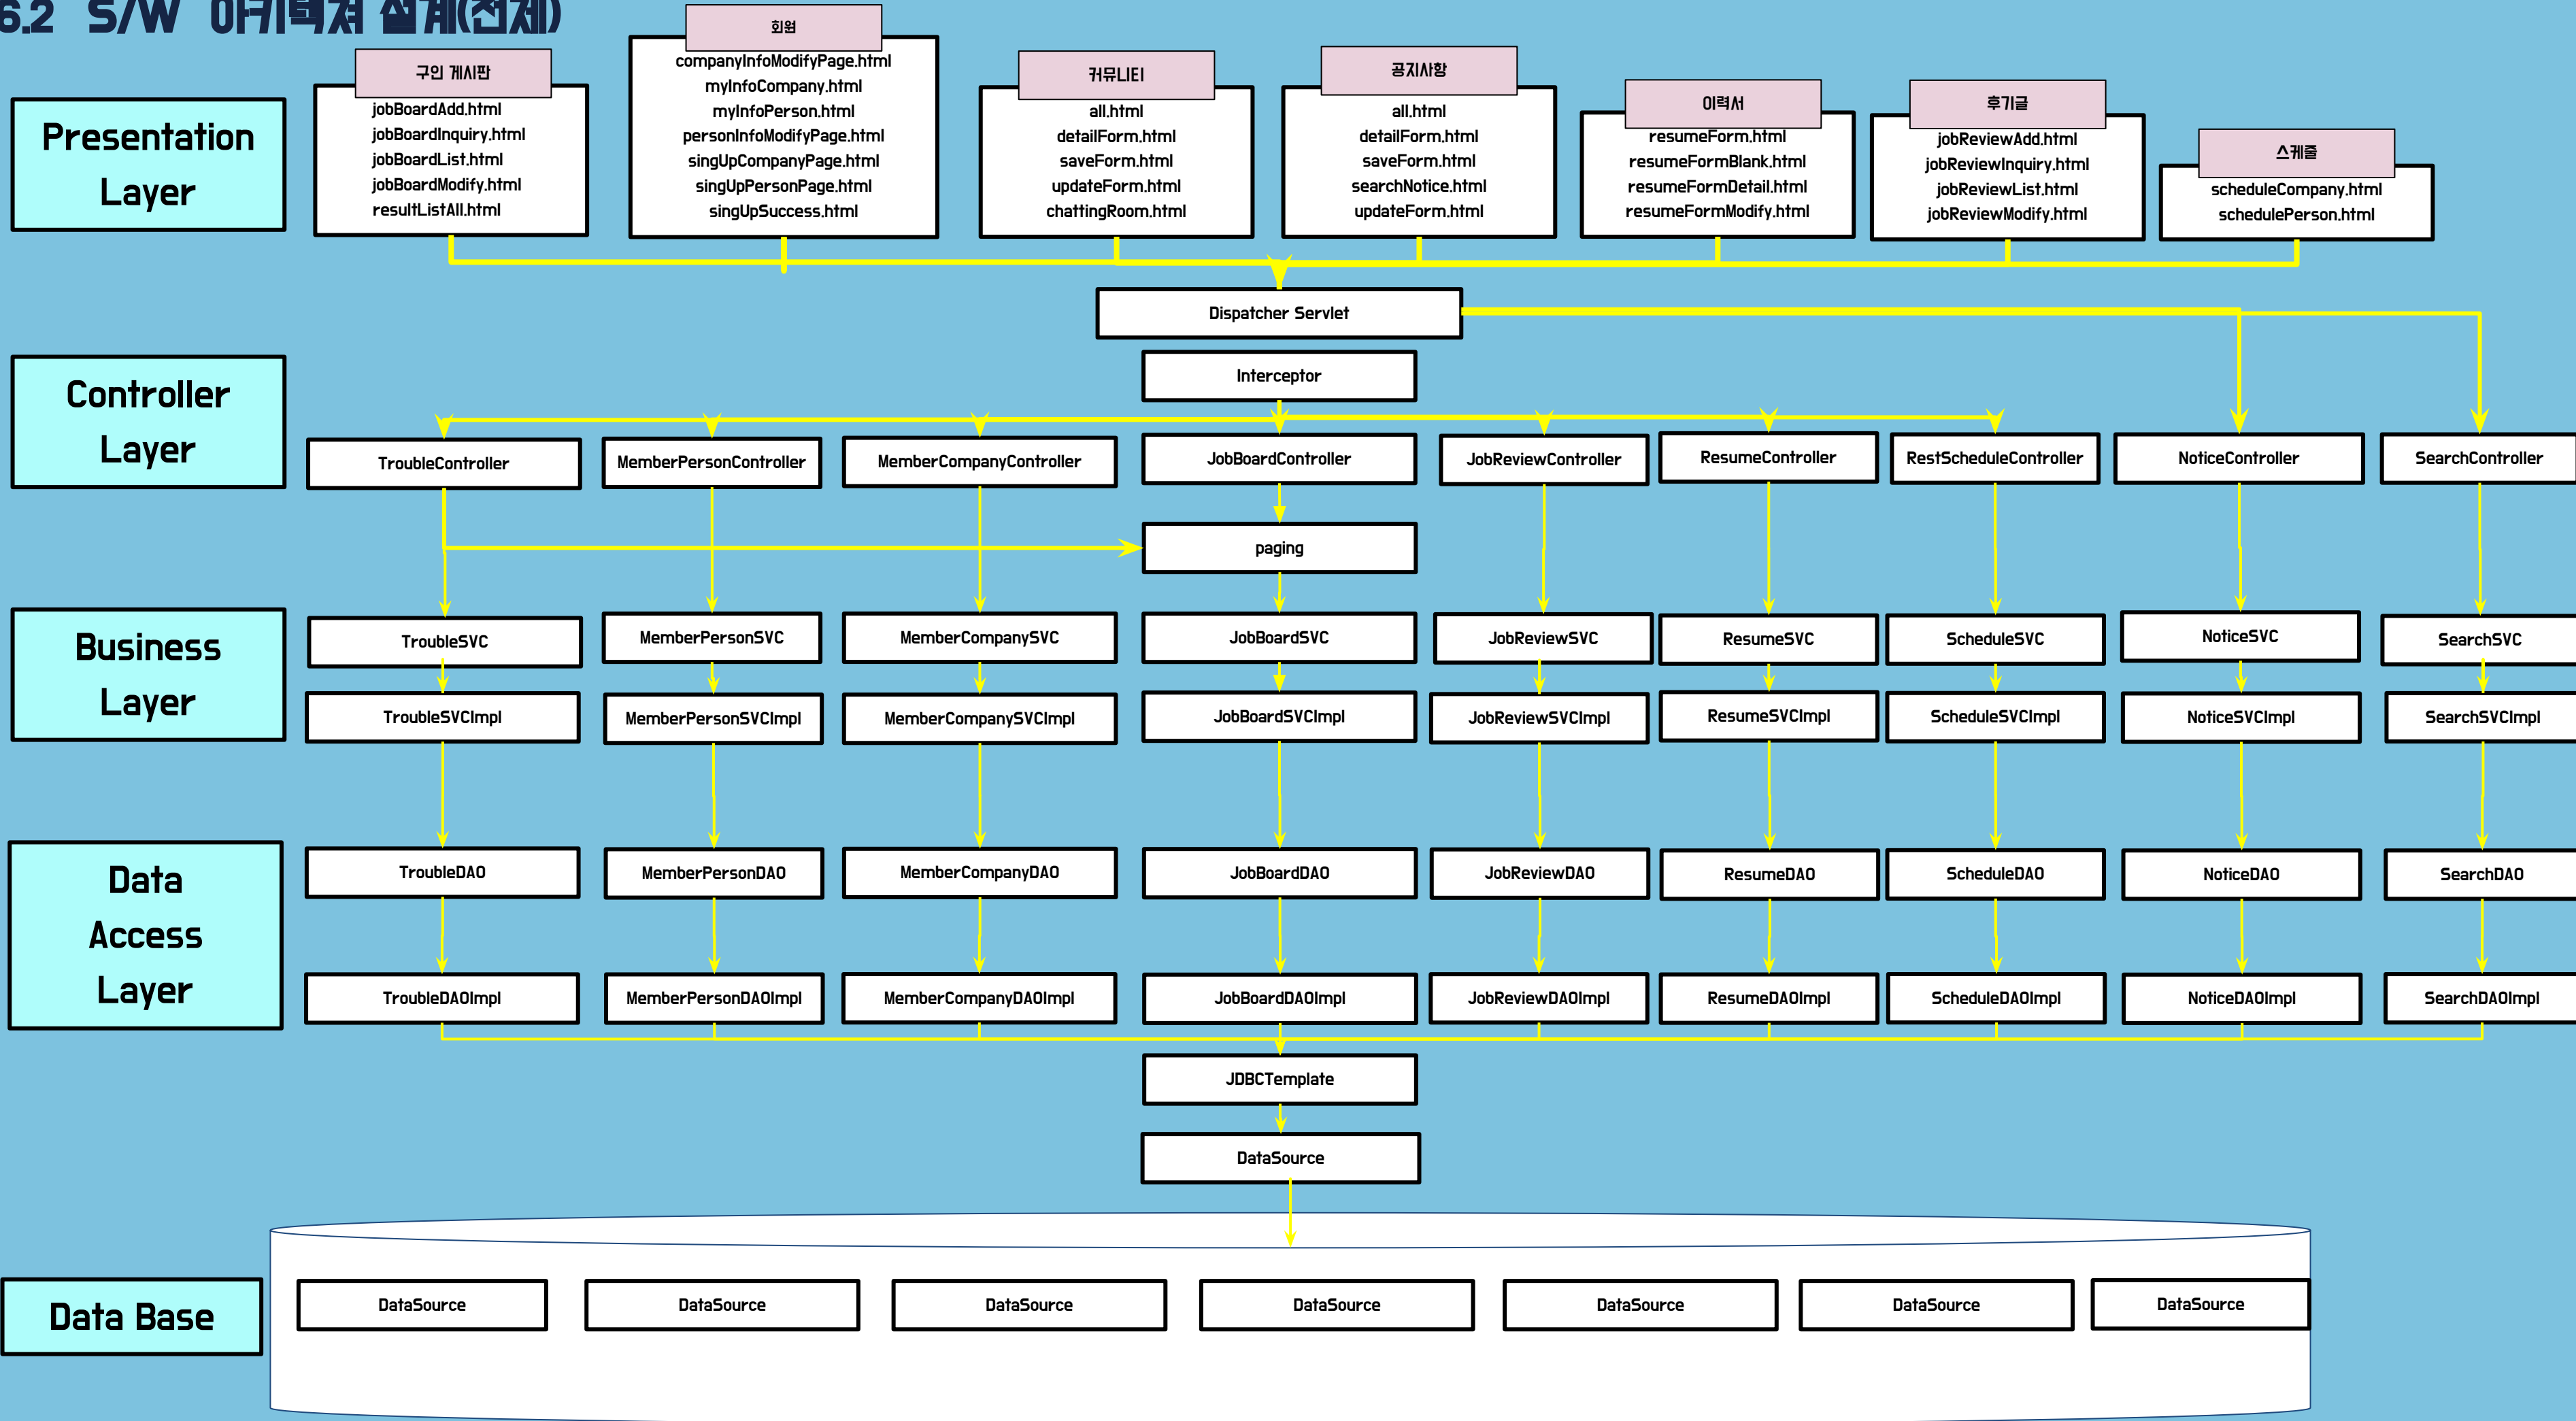 6.2 S/W 아키텍쳐 설계(전체)
구인 게시판
jobBoardAdd.html
jobBoardInquiry.html
jobBoardList.html
jobBoardModify.html
resultListAll.html
회원
companyInfoModifyPage.html
myInfoCompany.html
myInfoPerson.html
personInfoModifyPage.html
singUpCompanyPage.html
singUpPersonPage.html
singUpSuccess.html
커뮤니티
all.html
detailForm.html
saveForm.html
updateForm.html
chattingRoom.html
공지사항
all.html
detailForm.html
saveForm.html
searchNotice.html
updateForm.html
이력서
resumeForm.html
resumeFormBlank.html
resumeFormDetail.html
resumeFormModify.html
후기글
jobReviewAdd.html
jobReviewInquiry.html
jobReviewList.html
jobReviewModify.html
스케줄
scheduleCompany.html
schedulePerson.html
Presentation
Layer
Dispatcher Servlet
Interceptor
Controller
Layer
TroubleController
MemberPersonController
MemberCompanyController
JobBoardController
JobReviewController
ResumeController
RestScheduleController
NoticeController
SearchController
paging
Business
Layer
TroubleSVC
MemberPersonSVC
MemberCompanySVC
JobBoardSVC
JobReviewSVC
ResumeSVC
ScheduleSVC
NoticeSVC
SearchSVC
TroubleSVCImpl
MemberPersonSVCImpl
MemberCompanySVCImpl
JobBoardSVCImpl
JobReviewSVCImpl
ResumeSVCImpl
ScheduleSVCImpl
NoticeSVCImpl
SearchSVCImpl
Data
Access
Layer
TroubleDAO
MemberPersonDAO
MemberCompanyDAO
JobBoardDAO
JobReviewDAO
ResumeDAO
ScheduleDAO
NoticeDAO
SearchDAO
TroubleDAOImpl
MemberPersonDAOImpl
MemberCompanyDAOImpl
JobBoardDAOImpl
JobReviewDAOImpl
ResumeDAOImpl
ScheduleDAOImpl
NoticeDAOImpl
SearchDAOImpl
JDBCTemplate
DataSource
Data Base
DataSource
DataSource
DataSource
DataSource
DataSource
DataSource
DataSource